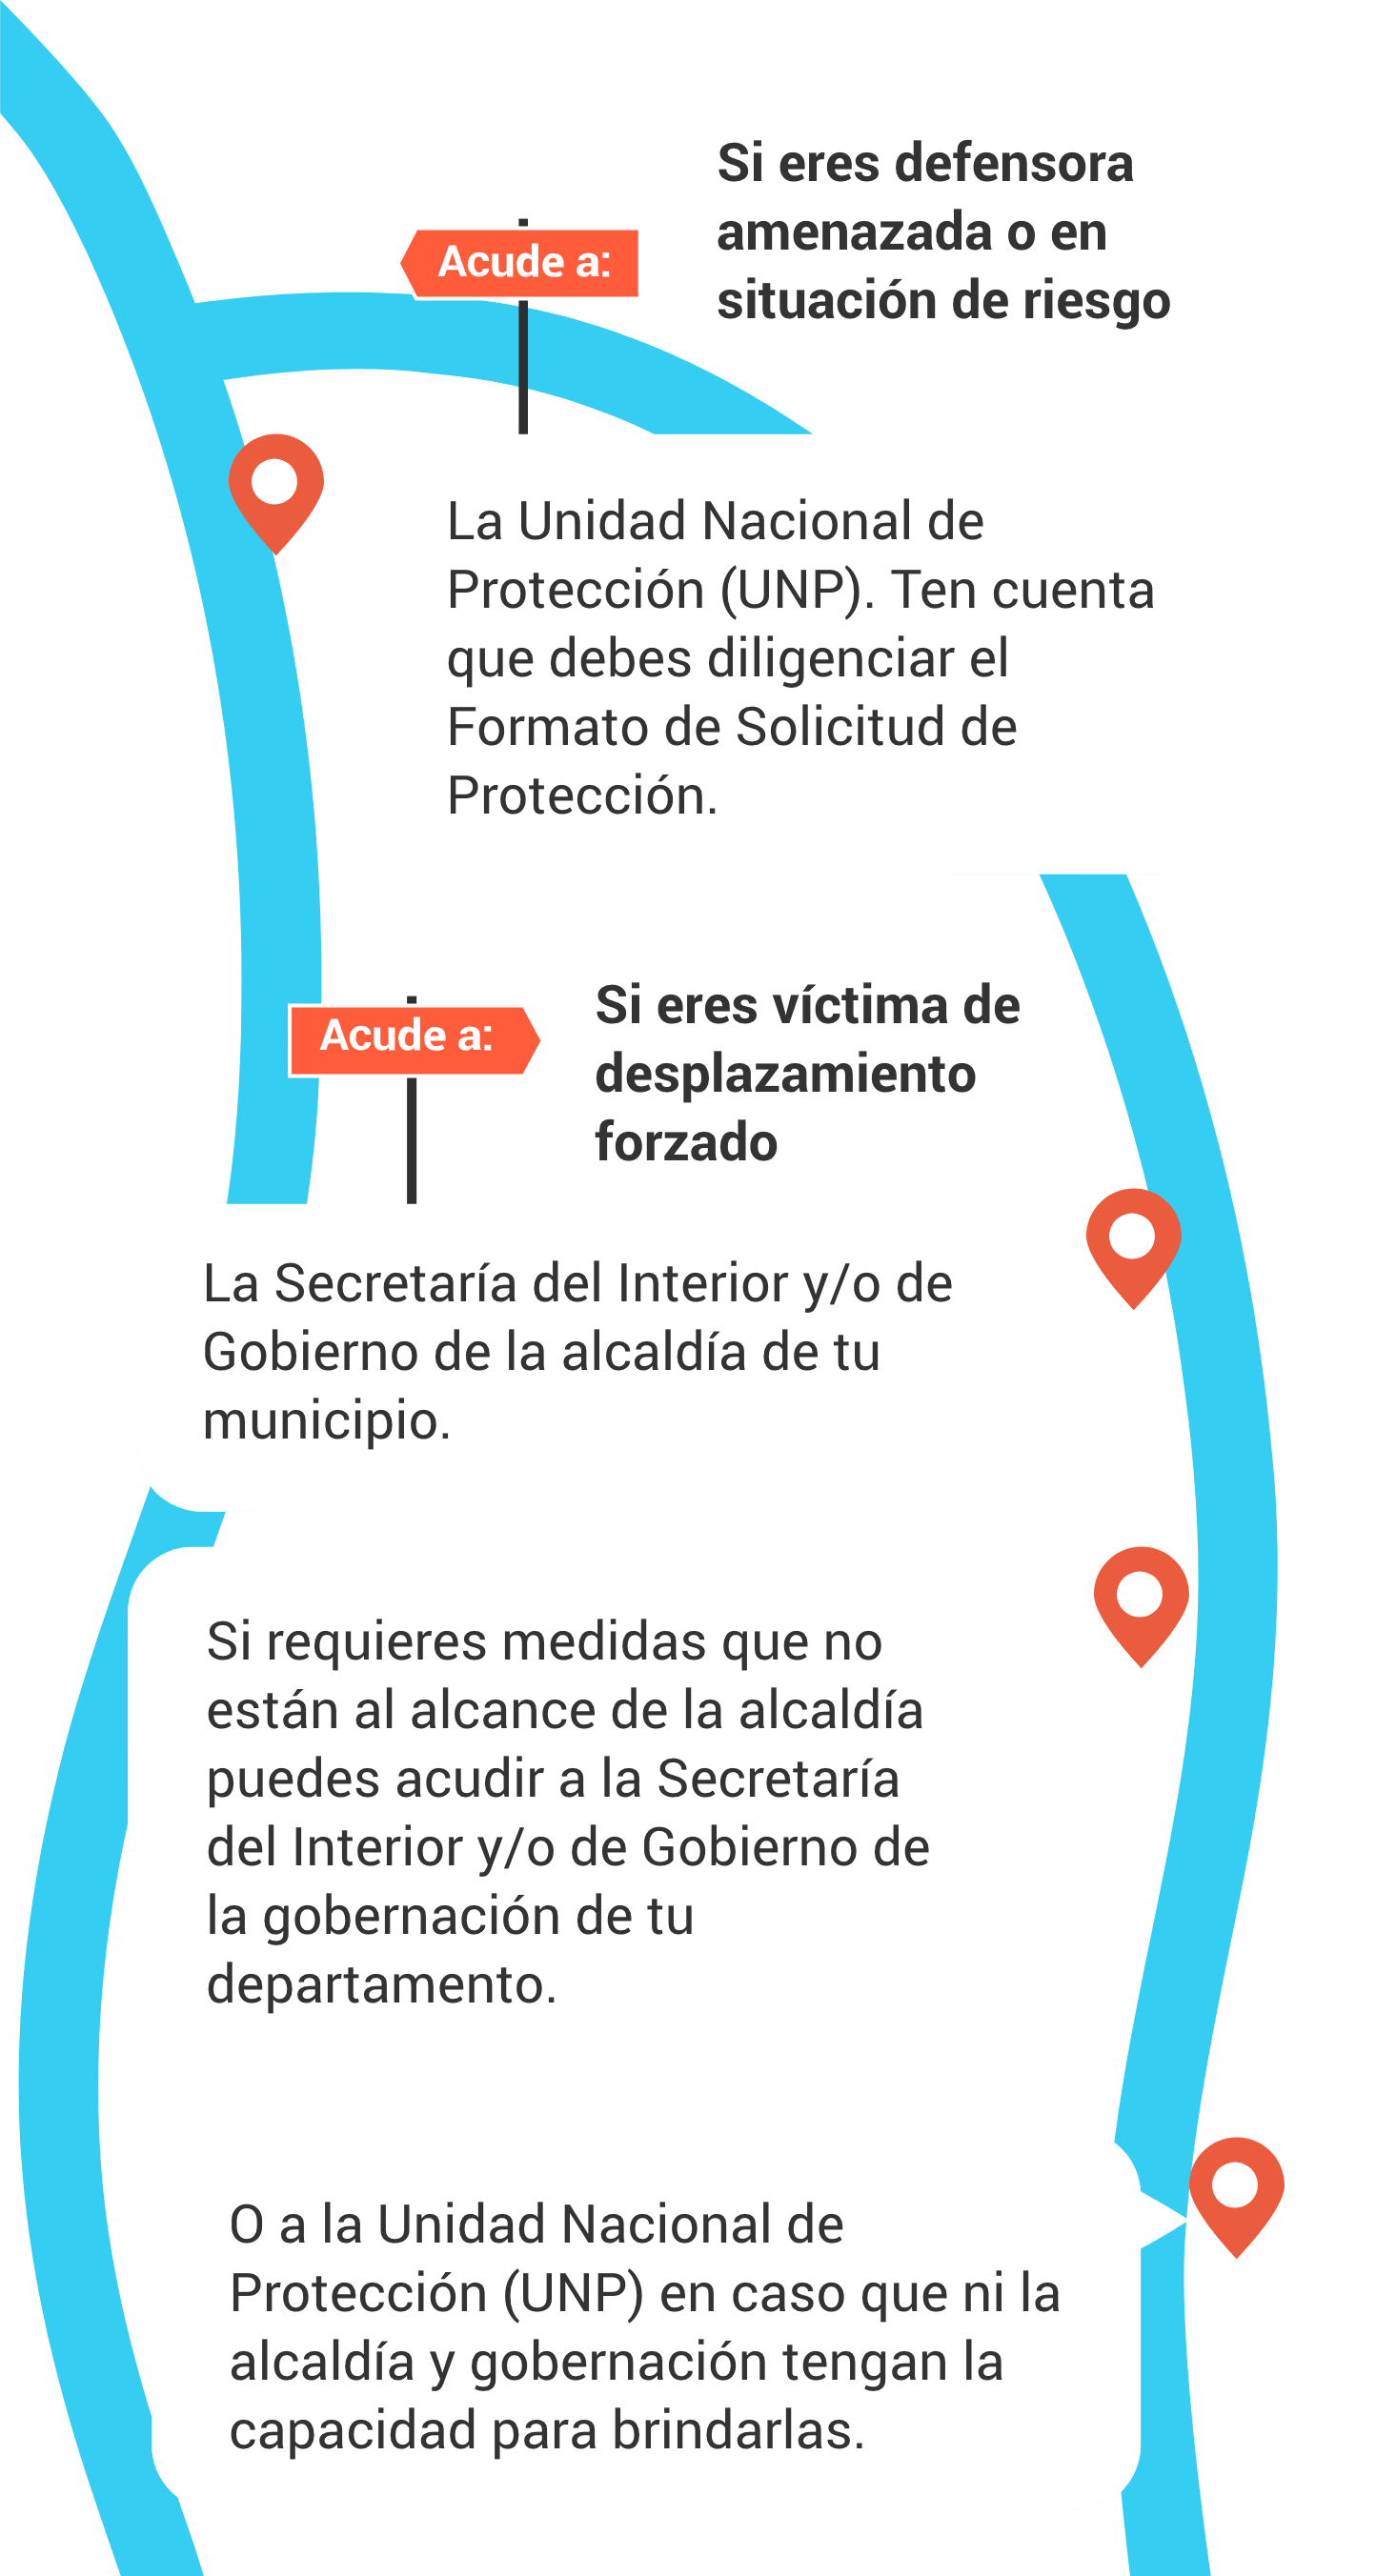 Si eres defensora
amenazada o en
situación de riesgo
Acude a:
La Unidad Nacional de
Protección (UNP). Ten cuenta
que debes diligenciar el
Formato de Solicitud de
Protección.
Si eres víctima de
desplazamiento
forzado
Acude a:
La Secretaría del Interior y/o de
Gobierno de la alcaldía de tu
municipio.
Si requieres medidas que no
están al alcance de la alcaldía
puedes acudir a la Secretaría
del Interior y/o de Gobierno de
la gobernación de tu
departamento.
O a la Unidad Nacional de
Protección (UNP) en caso que ni la
alcaldía y gobernación tengan la
capacidad para brindarlas.